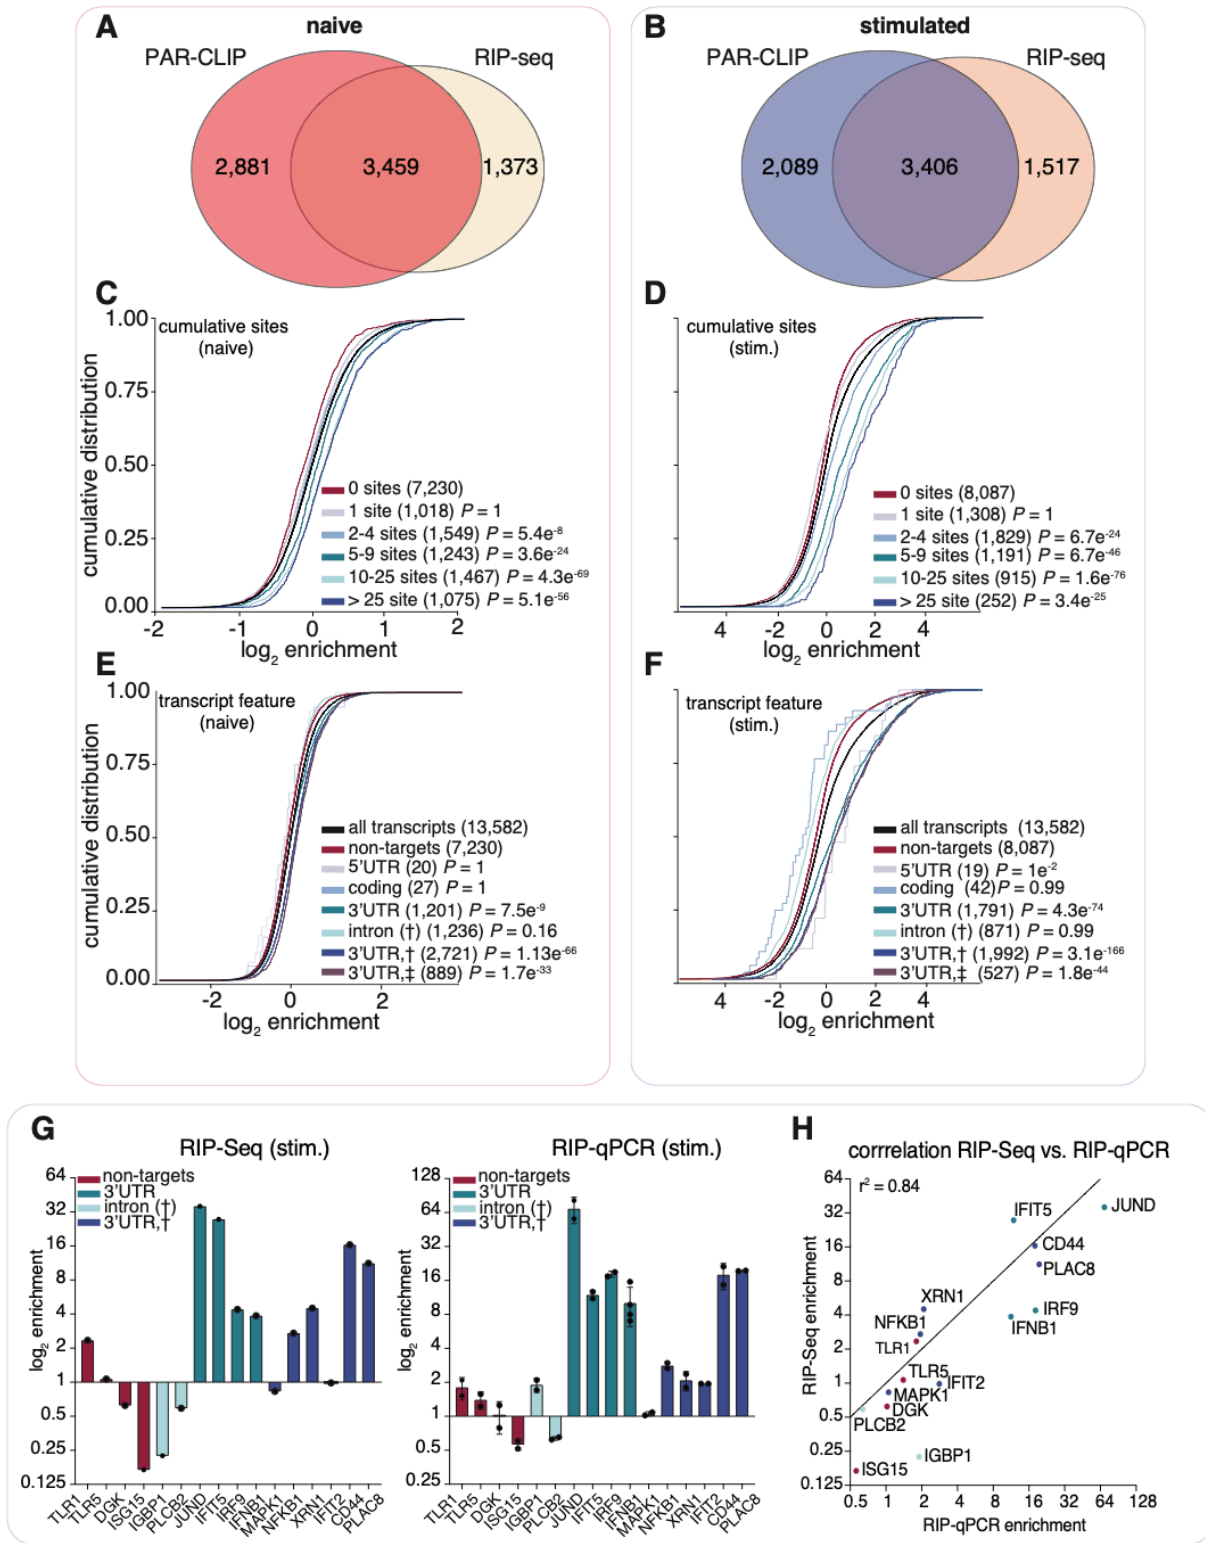 A
naive
PAR-CLIP
RIP-seq
2,881
3,459
1,373
B
stimulated
PAR-CLIP
RIP-seq
2,089
3,406
1,517
C
cumulative distribution
1.00
0.75
0.50
0.25
0.00
cumulative sites
(naive)
0 sites (7,230)
1 site (1,018) P = 1
2-4 sites (1,549) P = 5.4e-8
5-9 sites (1,243) P = 3.6e-24
10-25 sites (1,467) P = 4.3e-69
> 25 site (1,075) P = 5.1e-56
-2 -1 0 1 2
log2 enrichment
D
cumulative sites
(stim.)
0 sites (8,087)
1 site (1,308) P = 1
2-4 sites (1,829) P = 6.7e-24
5-9 sites (1,191) P = 6.7e-46
10-25 sites (915) P = 1.6e-76
> 25 site (252) P = 3.4e-25
4 -2 0 2 4
log2 enrichment
E
cumulative distribution
1.00
0.75
0.50
0.25
0.00
transcript feature
(naive)
all transcripts (13,582)
non-targets (7,230)
5'UTR (20) P = 1
coding (27) P = 1
3'UTR (1,201) P = 7.5e-9
intron (†) (1,236) P = 0.16
3'UTR,† (2,721) P = 1.13e-66
3'UTR,‡ (889) P = 1.7e-33
-2 0 2
log2 enrichment
F
transcript feature
(stim.)
all transcripts (13,582)
non-targets (8,087)
5'UTR (19) P = 1e-2
coding (42) P = 0.99
3'UTR (1,791) P = 4.3e-74
intron (†) (871) P = 0.99
3'UTR,† (1,992) P = 3.1e-166
3'UTR,‡ (527) P = 1.8e-44
4 -2 0 2 4
log2 enrichment
G
RIP-Seq (stim.)
log2 enrichment
64
32
16
8
4
2
1
0.5
0.25
0.125
non-targets
3'UTR
intron (†)
3'UTR,†
TLR1 TLR5 DGK ISG15 IGBP1 PLCB2 JUND IFIT5 IRF9 IFNB1 MAPK1 NFKB1 XRN1 IFIT2 CD44 PLAC8
RIP-qPCR (stim.)
log2 enrichment
128
64
32
16
8
4
2
1
0.5
0.25
non-targets
3'UTR
intron (†)
3'UTR,†
TLR1 TLR5 DGK ISG15 IGBP1 PLCB2 JUND IFIT5 IRF9 IFNB1 MAPK1 NFKB1 XRN1 IFIT2 CD44 PLAC8
H
corrrelation RIP-Seq vs. RIP-qPCR
RIP-Seq enrichment
64
32
16
8
4
2
1
0.5
0.25
0.125
r2 = 0.84
IFIT5
JUND
CD44
PLAC8
XRN1
IRF9
NFKB1
IFNB1
TLR1
TLR5
IFIT2
MAPK1
DGK
PLCB2
IGBP1
ISG15
0.5 1 2 4 8 16 32 64 128
RIP-qPCR enrichment